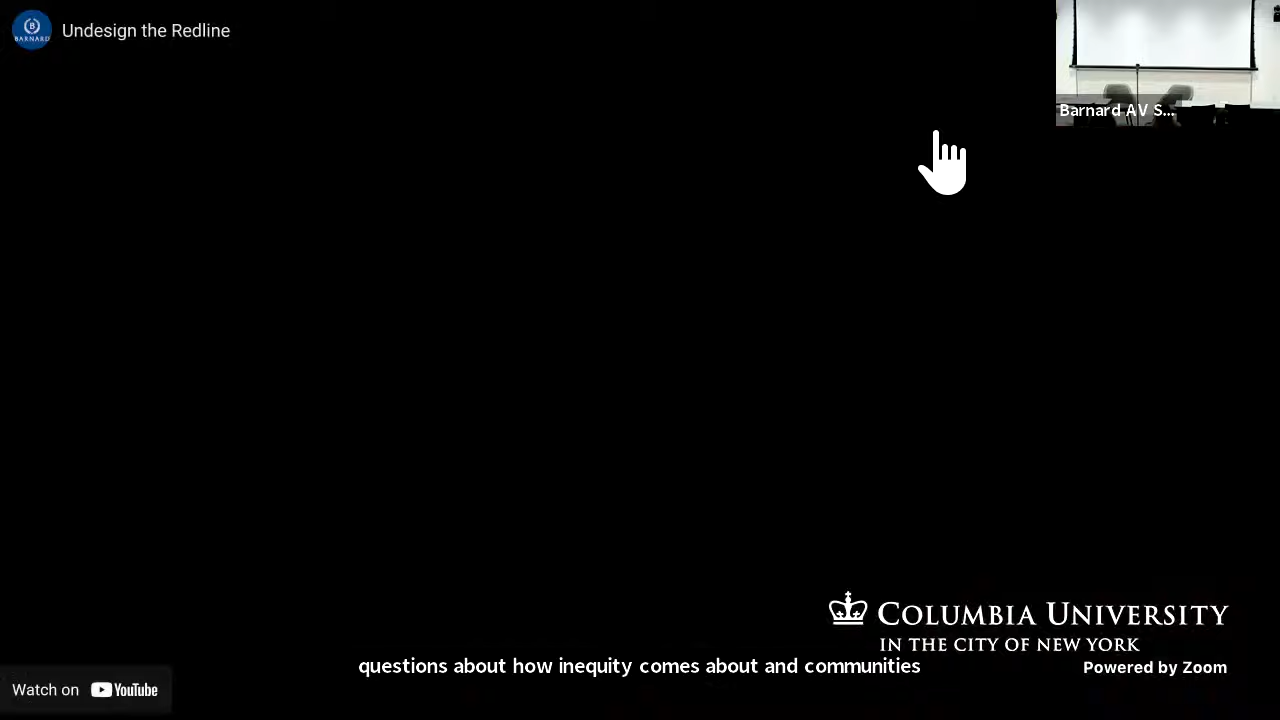 BARNARD
Undesign the Redline
Barnard AV S...
COLUMBIA UNIVERSITY
IN THE CITY OF NEW YORK
questions about how inequity comes about and communities
Powered by Zoom
Watch on YouTube